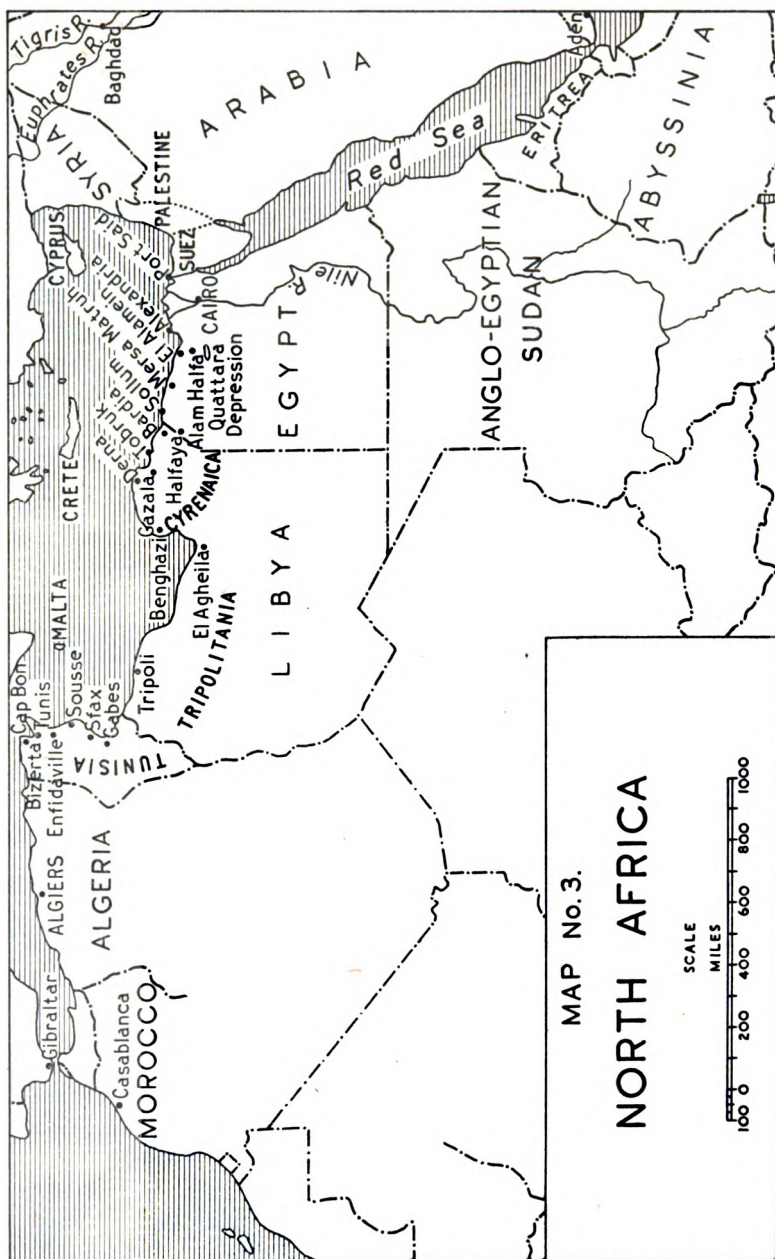 Gibraltar
Casablanca
MOROCCO
ALGIERS
ALGERIA
Cap Bon
Bizerta
Tunis
Enfidaville
Sousse
Sfax
Gabes
TUNISIA
MALTA
Tripoli
TRIPOLITANIA
LIBYA
Benghazi
El Agheila
CYRENAICA
CRETE
Derna
Tobruk
Bardia
Sollum
Mersa Matruh
El Alamein
Alexandria
Port Said
Gazala
Halfaya
Alam Halfa
Quattara
Depression
CAIRO
SUEZ
EGYPT
Nile R.
CYPRUS
SYRIA
PALESTINE
Euphrates R.
Tigris R.
Baghdad
ARABIA
Red Sea
Aden
ERITREA
ABYSSINIA
ANGLO-EGYPTIAN
SUDAN
MAP No. 3.
NORTH AFRICA
SCALE
MILES
100 0 200 400 600 800 1000